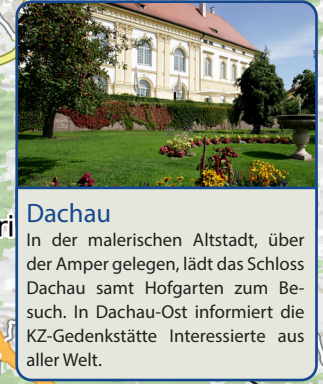 Dachau
In der malerischen Altstadt, über
der Amper gelegen, lädt das Schloss
Dachau samt Hofgarten zum Be-
such. In Dachau-Ost informiert die
KZ-Gedenkstätte Interessierte aus
aller Welt.